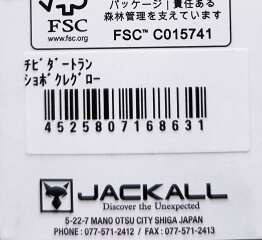 パッケージ|責任ある
森林管理を支えています
FSC
www.fsc.org
FSC™ C015741
チビダートラン
ショボクレグロー
4525807168631
JACKALL
Discover the Unexpected
5-22-7 MANO OTSU CITY SHIGA JAPAN
PHONE : 077-571-2412 / FAX : 077-571-2413